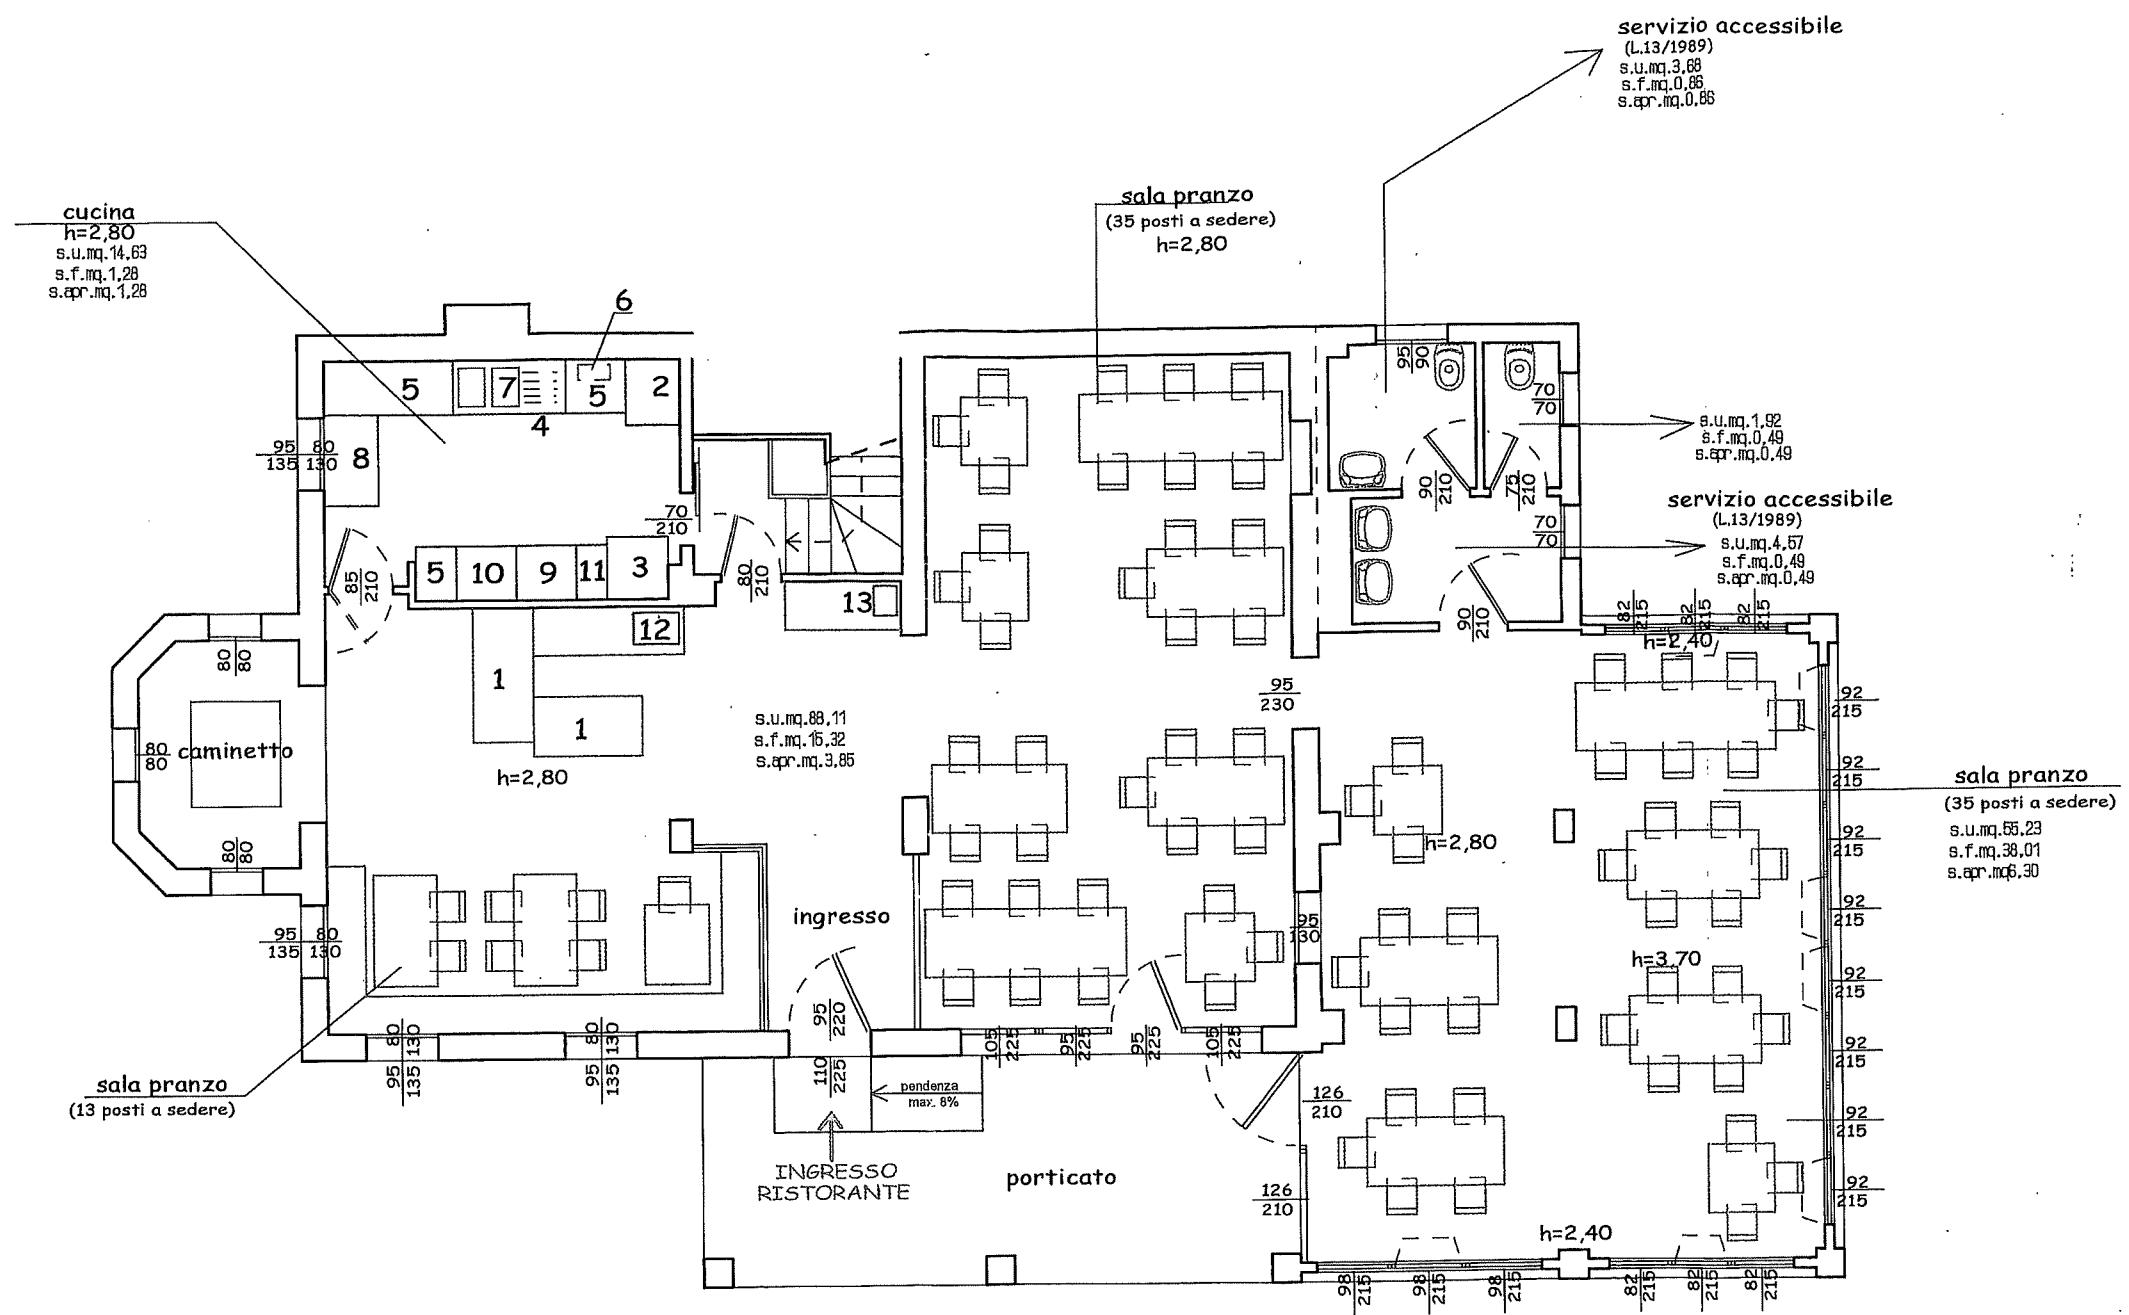 servizio accessibile
(L.13/1989)
s.u.mq.3,68
s.f.mq.0,86
s.apr.mq.0,86
sala pranzo
(35 posti a sedere)
h=2,80
cucina
h=2,80
s.u.mq.14,63
s.f.mq.1,28
s.apr.mq.1,28
6
5
7
5
2
4
8
95
135
80
130
95
90
70
70
s.u.mq.1,92
s.f.mq.0,49
s.apr.mq.0,49
90
210
75
210
servizio accessibile
(L.13/1989)
s.u.mq.4,57
s.f.mq.0,49
s.apr.mq.0,49
70
70
70
210
85
210
5
10
9
11
3
80
210
13
12
90
210
82
215
82
215
82
215
h=2,40
80
80
1
1
95
230
92
215
s.u.mq.88,11
s.f.mq.15,32
s.apr.mq.3,85
80
80
caminetto
h=2,80
92
215
sala pranzo
(35 posti a sedere)
s.u.mq.55,23
s.f.mq.38,01
s.apr.mq6,30
80
80
h=2,80
92
215
ingresso
95
130
92
215
95
135
80
130
h=3,70
92
215
95
220
80
130
80
130
105
225
95
225
95
225
105
225
92
215
95
135
95
135
110
225
pendenza
max. 8%
126
210
sala pranzo
(13 posti a sedere)
92
215
INGRESSO
RISTORANTE
porticato
126
210
92
215
h=2,40
98
215
98
215
98
215
82
215
82
215
82
215